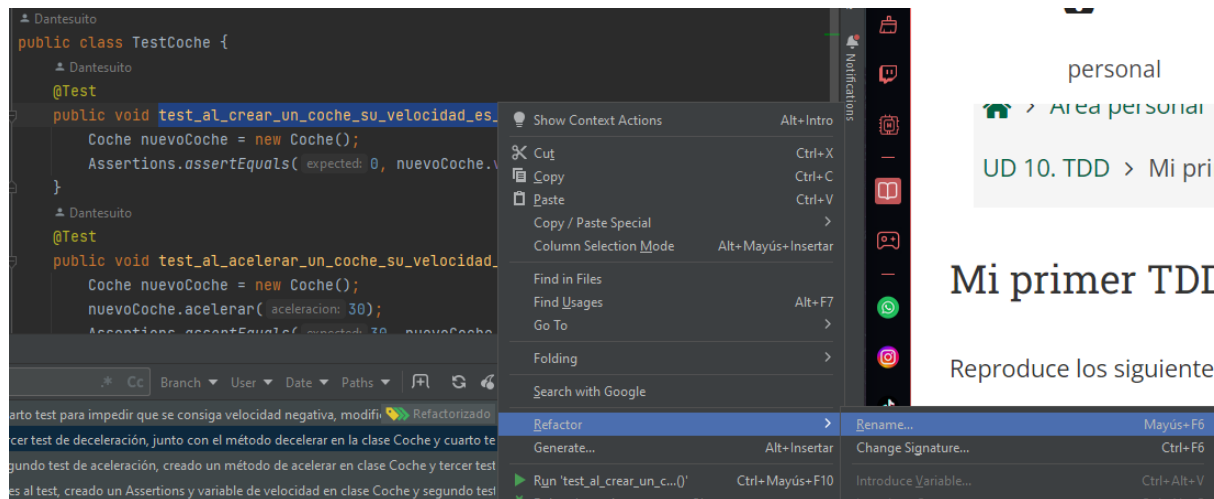 Dantesuito
public class TestCoche {
Dantesuito
@Test
public void test_al_crear_un_coche_su_velocidad_es_
Coche nuevoCoche = new Coche();
Assertions.assertEquals( expected: 0, nuevoCoche.v
}
Dantesuito
@Test
public void test_al_acelerar_un_coche_su_velocidad_
Coche nuevoCoche = new Coche();
nuevoCoche.acelerar( aceleracion: 30);
Assertions.assertEquals( expected: 30, nuevoCoche
.* Cc Branch User Date Paths
arto test para impedir que se consiga velocidad negativa, modifi Refactorizado
rcer test de deceleración, junto con el método decelerar en la clase Coche y cuarto te
gundo test de aceleración, creado un método de acelerar en clase Coche y tercer test
es al test, creado un Assertions y variable de velocidad en clase Coche y segundo test
Show Context Actions Alt+Intro
Cut Ctrl+X
Copy Ctrl+C
Paste Ctrl+V
Copy / Paste Special
Column Selection Mode Alt+Mayús+Insertar
Find in Files
Find Usages Alt+F7
Go To
Folding
Search with Google
Refactor
Generate... Alt+Insertar
Run 'test_al_crear_un_c...()' Ctrl+Mayús+F10
Rename... Mayús+F6
Change Signature... Ctrl+F6
Introduce Variable... Ctrl+Alt+V
Notifications
personal
> Área personal
UD 10. TDD > Mi pri
Mi primer TDD
Reproduce los siguiente